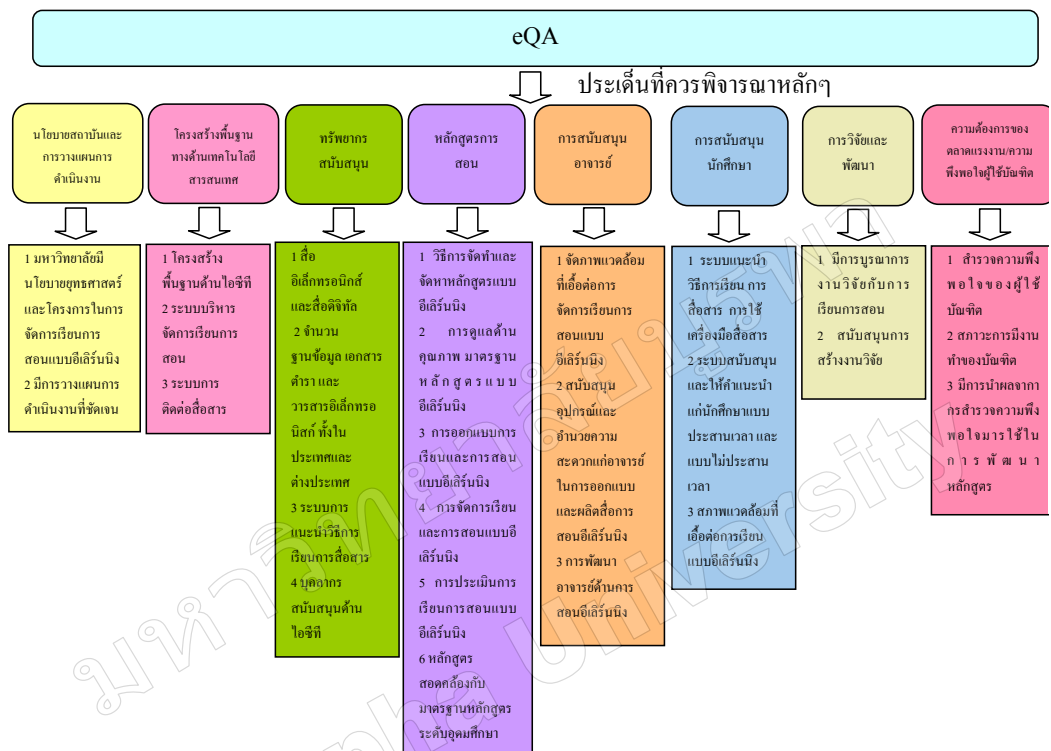 eQA
ประเด็นที่ควรพิจารณาหลักๆ
นโยบายสถาบันและ
การวางแผนการ
ดำเนินงาน
โครงสร้างพื้นฐาน
ทางด้านเทคโนโลยี
สารสนเทศ
ทรัพยากร
สนับสนุน
หลักสูตรการ
สอน
การสนับสนุน
อาจารย์
การสนับสนุน
นักศึกษา
การวิจัยและ
พัฒนา
ความต้องการของ
ตลาดแรงงาน/ความ
พึงพอใจผู้ใช้บัณฑิต
1 มหาวิทยาลัยมี
นโยบายยุทธศาสตร์
และโครงการในการ
จัดการเรียนการ
สอนแบบอีเลิร์นนิง
2 มีการวางแผนการ
ดำเนินงานที่ชัดเจน
1 โครงสร้าง
พื้นฐานด้านไอซีที
2 ระบบบริหาร
จัดการเรียนการ
สอน
3 ระบบการ
ติดต่อสื่อสาร
1 สื่อ
อิเล็กทรอนิกส์
และสื่อดิจิทัล
2 จำนวน
ฐานข้อมูล เอกสาร
ตำรา และ
วารสารอิเล็กทรอ
นิสก์ ทั้งใน
ประเทศและ
ต่างประเทศ
3 ระบบการ
แนะนำวิธีการ
เรียนการสื่อสาร
4 บุคลากร
สนับสนุนด้าน
ไอซีที
1 วิธีการจัดทำและ
จัดหาหลักสูตรแบบ
อีเลิร์นนิง
2 การดูแลด้าน
คุณภาพ มาตรฐาน
หลักสูตรแบบ
อีเลิร์นนิง
3 การออกแบบการ
เรียนและการสอน
แบบอีเลิร์นนิง
4 การจัดการเรียน
และการสอนแบบอี
เลิร์นนิง
5 การประเมินการ
เรียนการสอนแบบ
อีเลิร์นนิง
6 หลักสูตร
สอดคล้องกับ
มาตรฐานหลักสูตร
ระดับอุดมศึกษา
1 จัดภาพแวดล้อม
ที่เอื้อต่อการ
จัดการเรียนการ
สอนแบบ
อีเลิร์นนิง
2 สนับสนุน
อุปกรณ์และ
อำนวยความ
สะดวกแก่อาจารย์
ในการออกแบบ
และผลิตสื่อการ
สอนอีเลิร์นนิง
3 การพัฒนา
อาจารย์ด้านการ
สอนอีเลิร์นนิง
1 ระบบแนะนำ
วิธีการเรียน การ
สื่อสาร การใช้
เครื่องมือสื่อสาร
2 ระบบสนับสนุน
และให้คำแนะนำ
แก่นักศึกษาแบบ
ประสานเวลา และ
แบบไม่ประสาน
เวลา
3 สภาพแวดล้อมที่
เอื้อต่อการเรียน
แบบอีเลิร์นนิง
1 มีการบูรณาการ
งานวิจัยกับการ
เรียนการสอน
2 สนับสนุนการ
สร้างงานวิจัย
1 สำรวจความพึง
พอใจของผู้ใช้
บัณฑิต
2 สภาวะการมีงาน
ทำของบัณฑิต
3 มีการนำผลจาก
รสำรวจความพึง
พอใจมารใช้ใน
การพัฒนา
หลักสูตร
มหาวิทยาลัยบูรพา
pha University